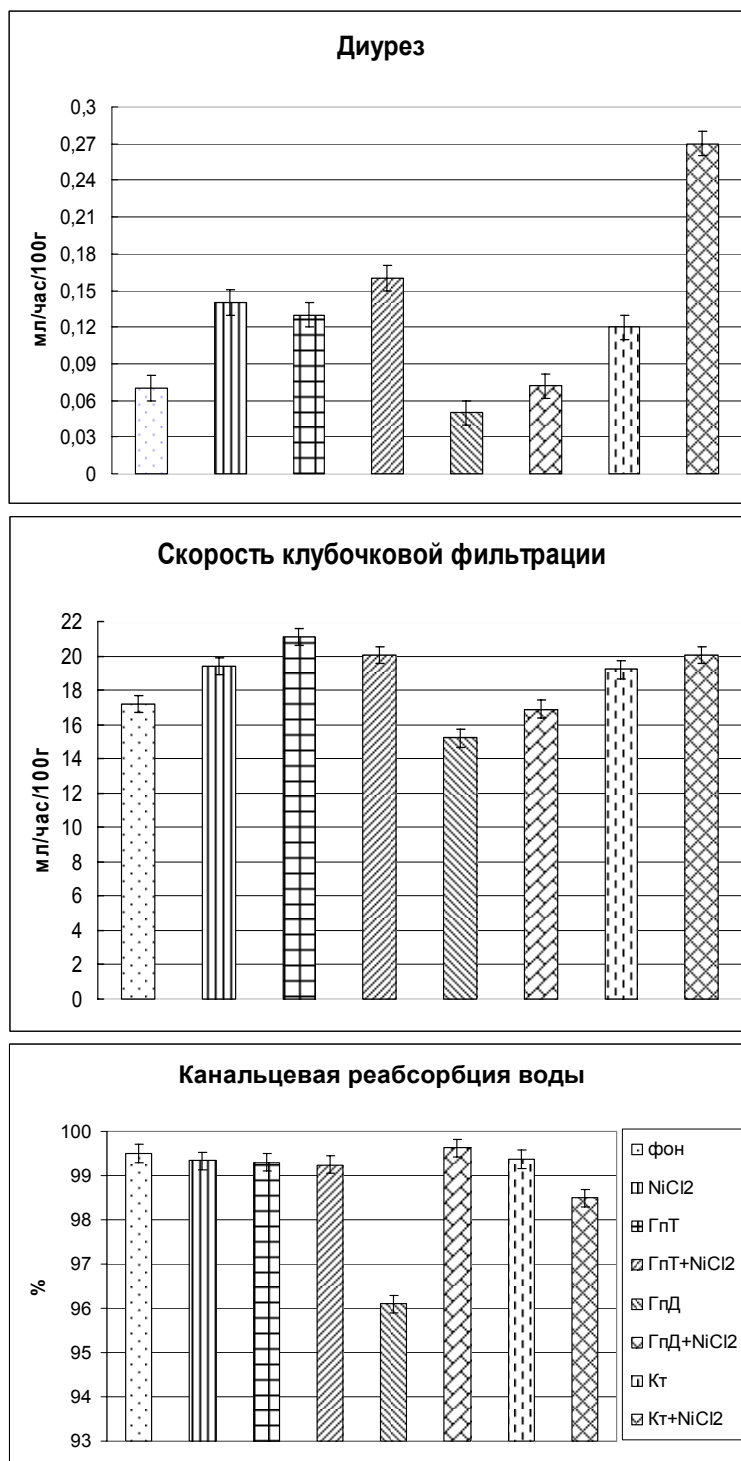 Диурез
мл/час/100г
0,3
0,27
0,24
0,21
0,18
0,15
0,12
0,09
0,06
0,03
0
Скорость клубочковой фильтрации
мл/час/100г
22
20
18
16
14
12
10
8
6
4
2
0
Канальцевая реабсорбция воды
%
100
99
98
97
96
95
94
93
фон
NiCl2
ГпТ
ГпТ+NiCl2
ГпД
ГпД+NiCl2
Кт
Кт+NiCl2